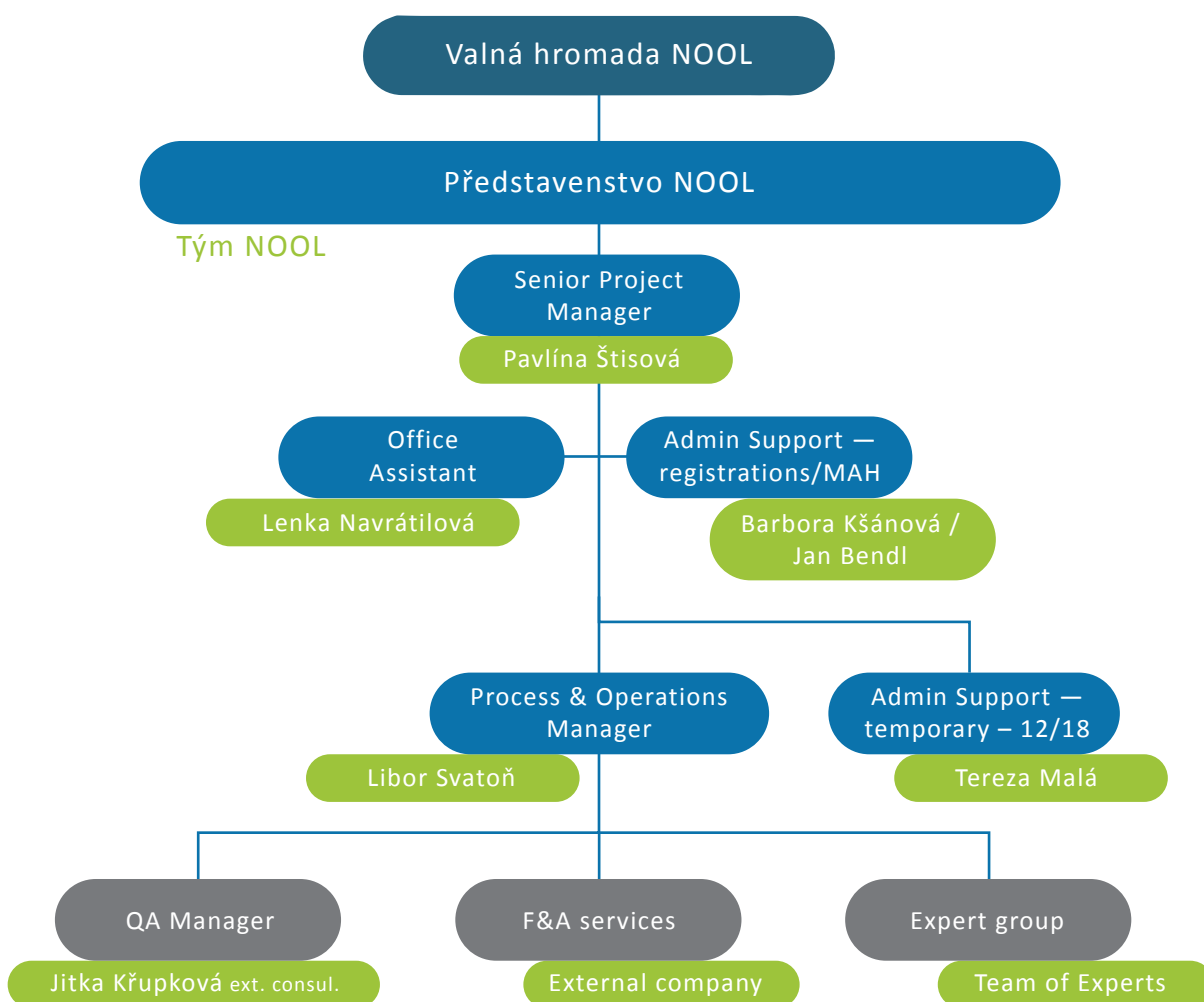 Valná hromada NOOL
Představenstvo NOOL
Tým NOOL
Senior Project
Manager
Pavlína Štisová
Office
Assistant
Lenka Navrátilová
Admin Support —
registrations/MAH
Barbora Kšánová /
Jan Bendl
Process & Operations
Manager
Libor Svatoň
Admin Support —
temporary – 12/18
Tereza Malá
QA Manager
Jitka Křupková ext. consul.
F&A services
External company
Expert group
Team of Experts